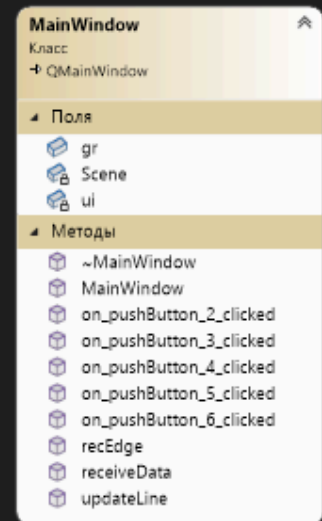 MainWindow
Класс
QMainWindow
Поля
gr
Scene
ui
Методы
~MainWindow
MainWindow
on_pushButton_2_clicked
on_pushButton_3_clicked
on_pushButton_4_clicked
on_pushButton_5_clicked
on_pushButton_6_clicked
recEdge
receiveData
updateLine